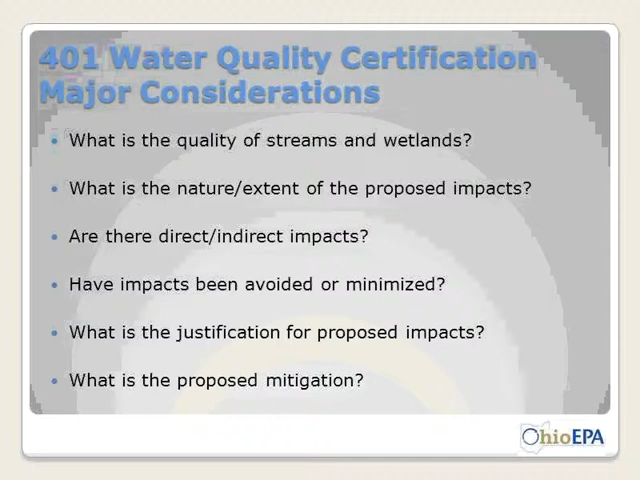 401 Water Quality Certification
Major Considerations
• What is the quality of streams and wetlands?
• What is the nature/extent of the proposed impacts?
• Are there direct/indirect impacts?
• Have impacts been avoided or minimized?
• What is the justification for proposed impacts?
• What is the proposed mitigation?
OhioEPA